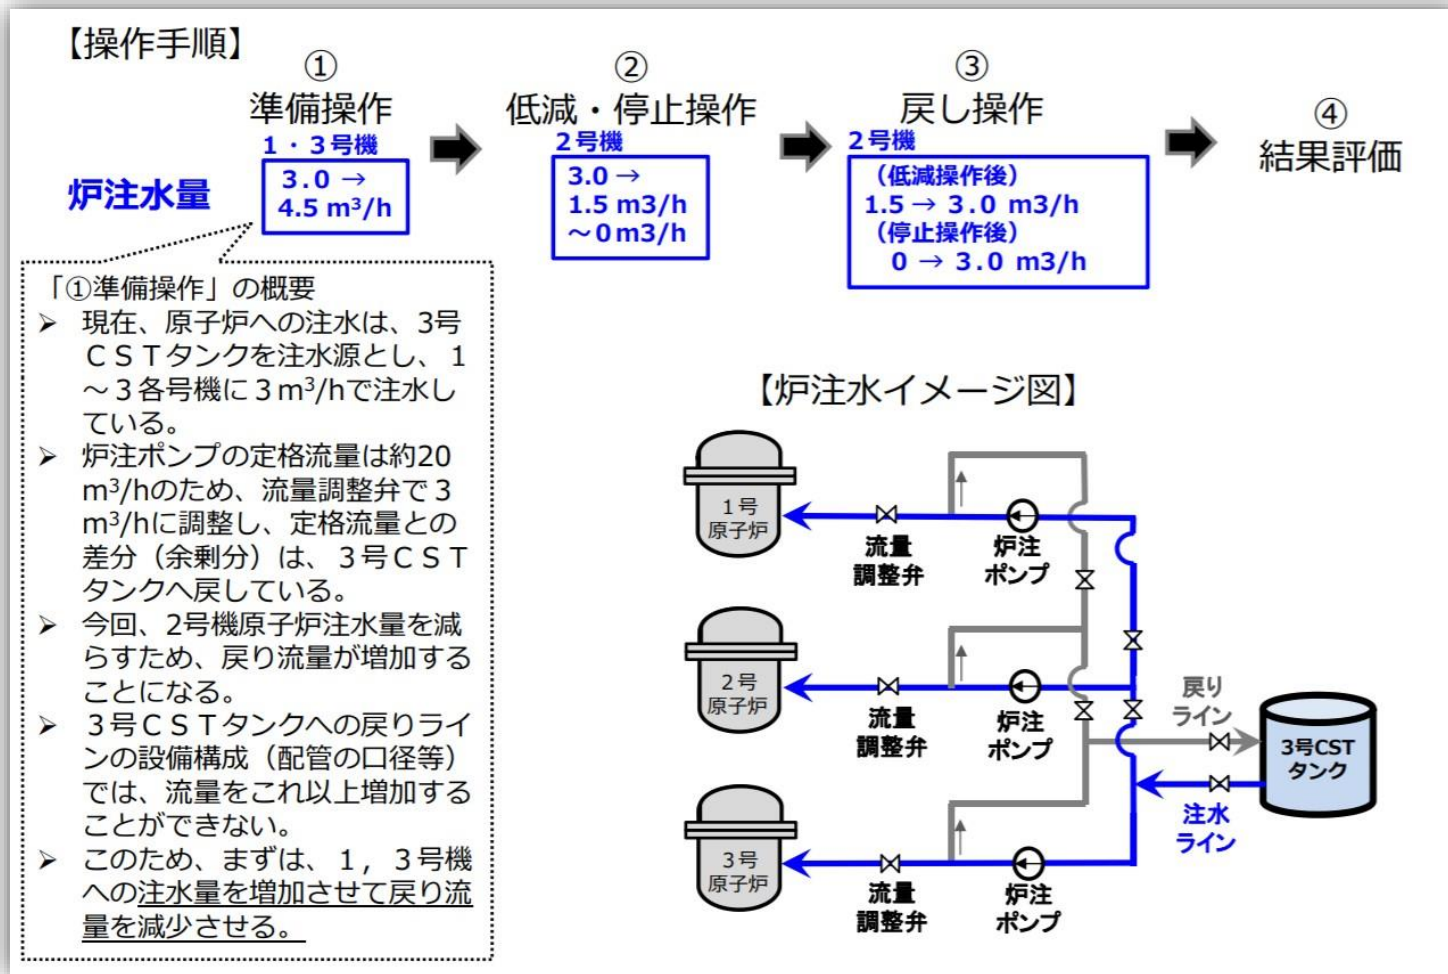 【操作手順】
①
準備操作
②
低減・停止操作
③
戻し操作
④
結果評価
炉注水量
1・3号機
3.0 →
4.5 m³/h
2号機
3.0 →
1.5 m3/h
～0m3/h
2号機
（低減操作後）
1.5 → 3.0 m3/h
（停止操作後）
0 → 3.0 m3/h
「①準備操作」の概要
➢ 現在、原子炉への注水は、3号
ＣＳＴタンクを注水源とし、１
～３各号機に３m³/hで注水し
ている。
➢ 炉注ポンプの定格流量は約20
m³/hのため、流量調整弁で３
m³/hに調整し、定格流量との
差分（余剰分）は、３号ＣＳＴ
タンクへ戻している。
➢ 今回、2号機原子炉注水量を減
らすため、戻り流量が増加する
ことになる。
➢ ３号ＣＳＴタンクへの戻りライ
ンの設備構成（配管の口径等）
では、流量をこれ以上増加する
ことができない。
➢ このため、まずは、１，３号機
への注水量を増加させて戻り流
量を減少させる。
【炉注水イメージ図】
１号
原子炉
流量
調整弁
炉注
ポンプ
２号
原子炉
流量
調整弁
炉注
ポンプ
戻り
ライン
3号CST
タンク
注水
ライン
３号
原子炉
流量
調整弁
炉注
ポンプ